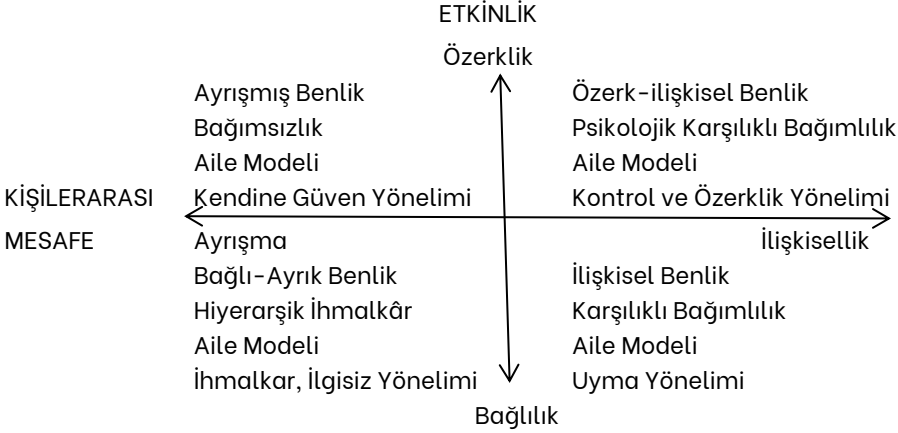 ETKİNLİK
Özerklik
Ayrışmış Benlik
Bağımsızlık
Aile Modeli
Kendine Güven Yönelimi
Özerk-ilişkisel Benlik
Psikolojik Karşılıklı Bağımlılık
Aile Modeli
Kontrol ve Özerklik Yönelimi
KİŞİLERARASI
MESAFE
Ayrışma
Bağlı-Ayrık Benlik
Hiyerarşik İhmalkâr
Aile Modeli
İhmalkar, İlgisiz Yönelimi
İlişkisellik
İlişkisel Benlik
Karşılıklı Bağımlılık
Aile Modeli
Uyma Yönelimi
Bağlılık